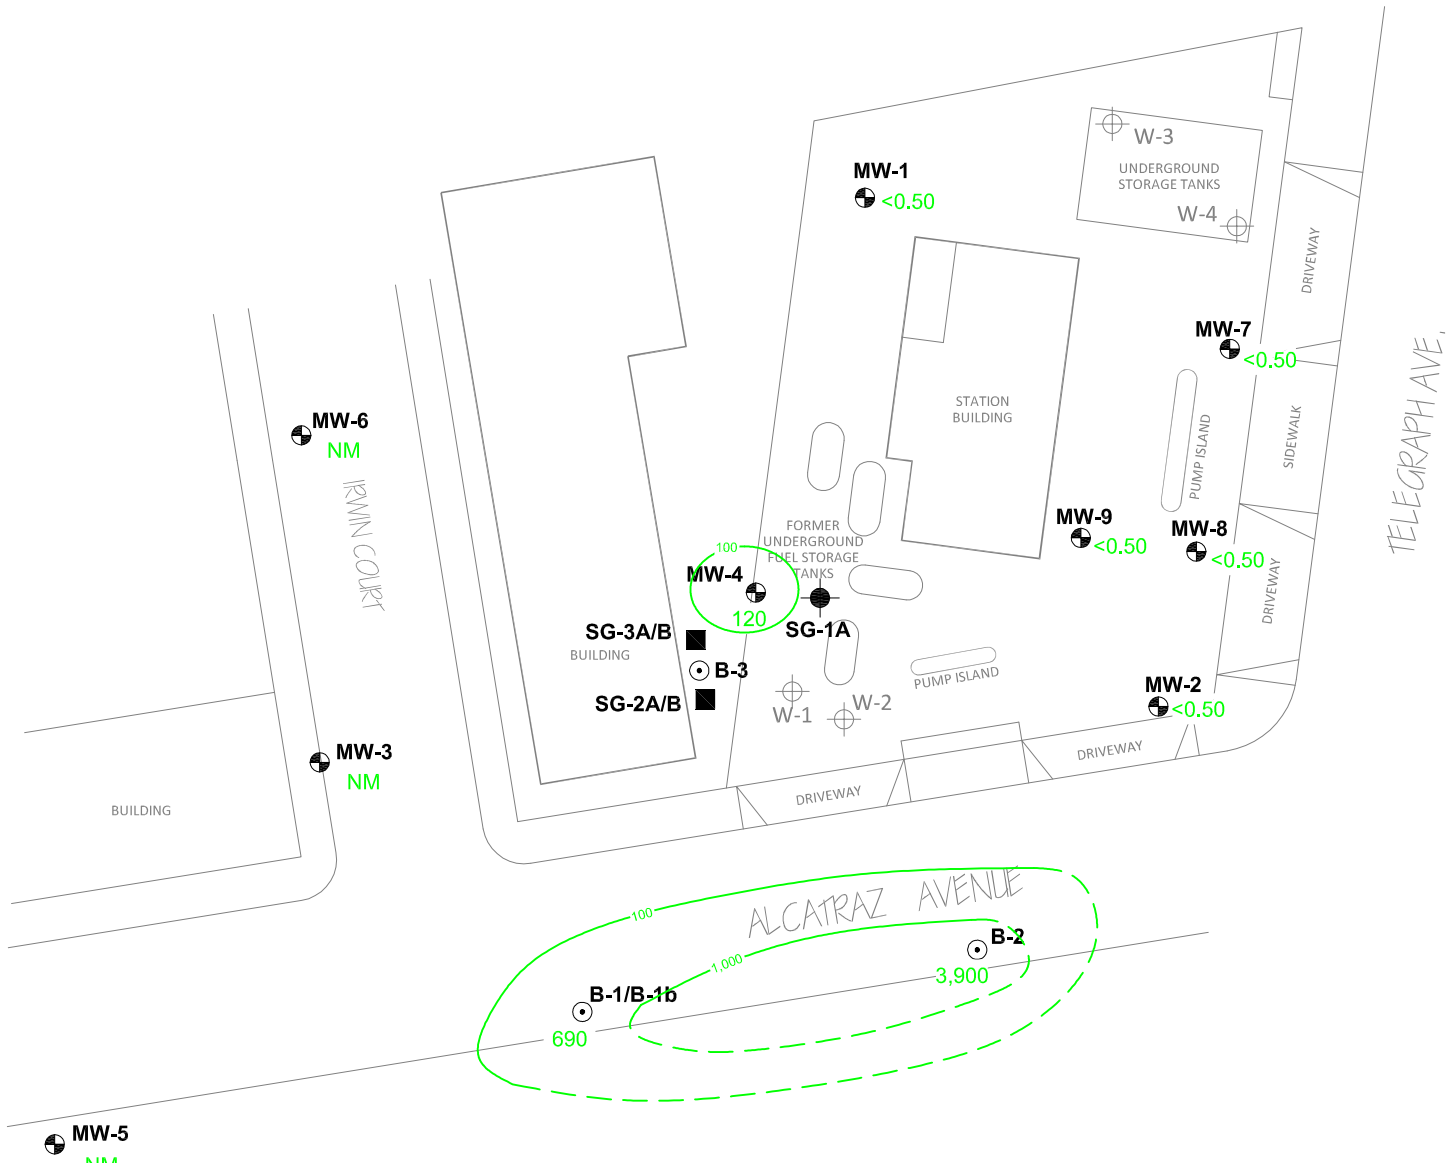 W-3
MW-1
<0.50
UNDERGROUND
STORAGE TANKS
W-4
DRIVEWAY
MW-7
<0.50
TELEGRAPH AVE.
STATION
BUILDING
SIDEWALK
PUMP ISLAND
MW-6
NM
IRWIN COURT
MW-9
<0.50
MW-8
<0.50
FORMER
UNDERGROUND
FUEL STORAGE
TANKS
100
MW-4
120
SG-1A
DRIVEWAY
SG-3A/B
BUILDING
B-3
SG-2A/B
PUMP ISLAND
W-1
W-2
MW-2
<0.50
MW-3
NM
DRIVEWAY
DRIVEWAY
BUILDING
ALCATRAZ AVENUE
100
B-2
1,000
3,900
B-1/B-1b
690
MW-5
NM